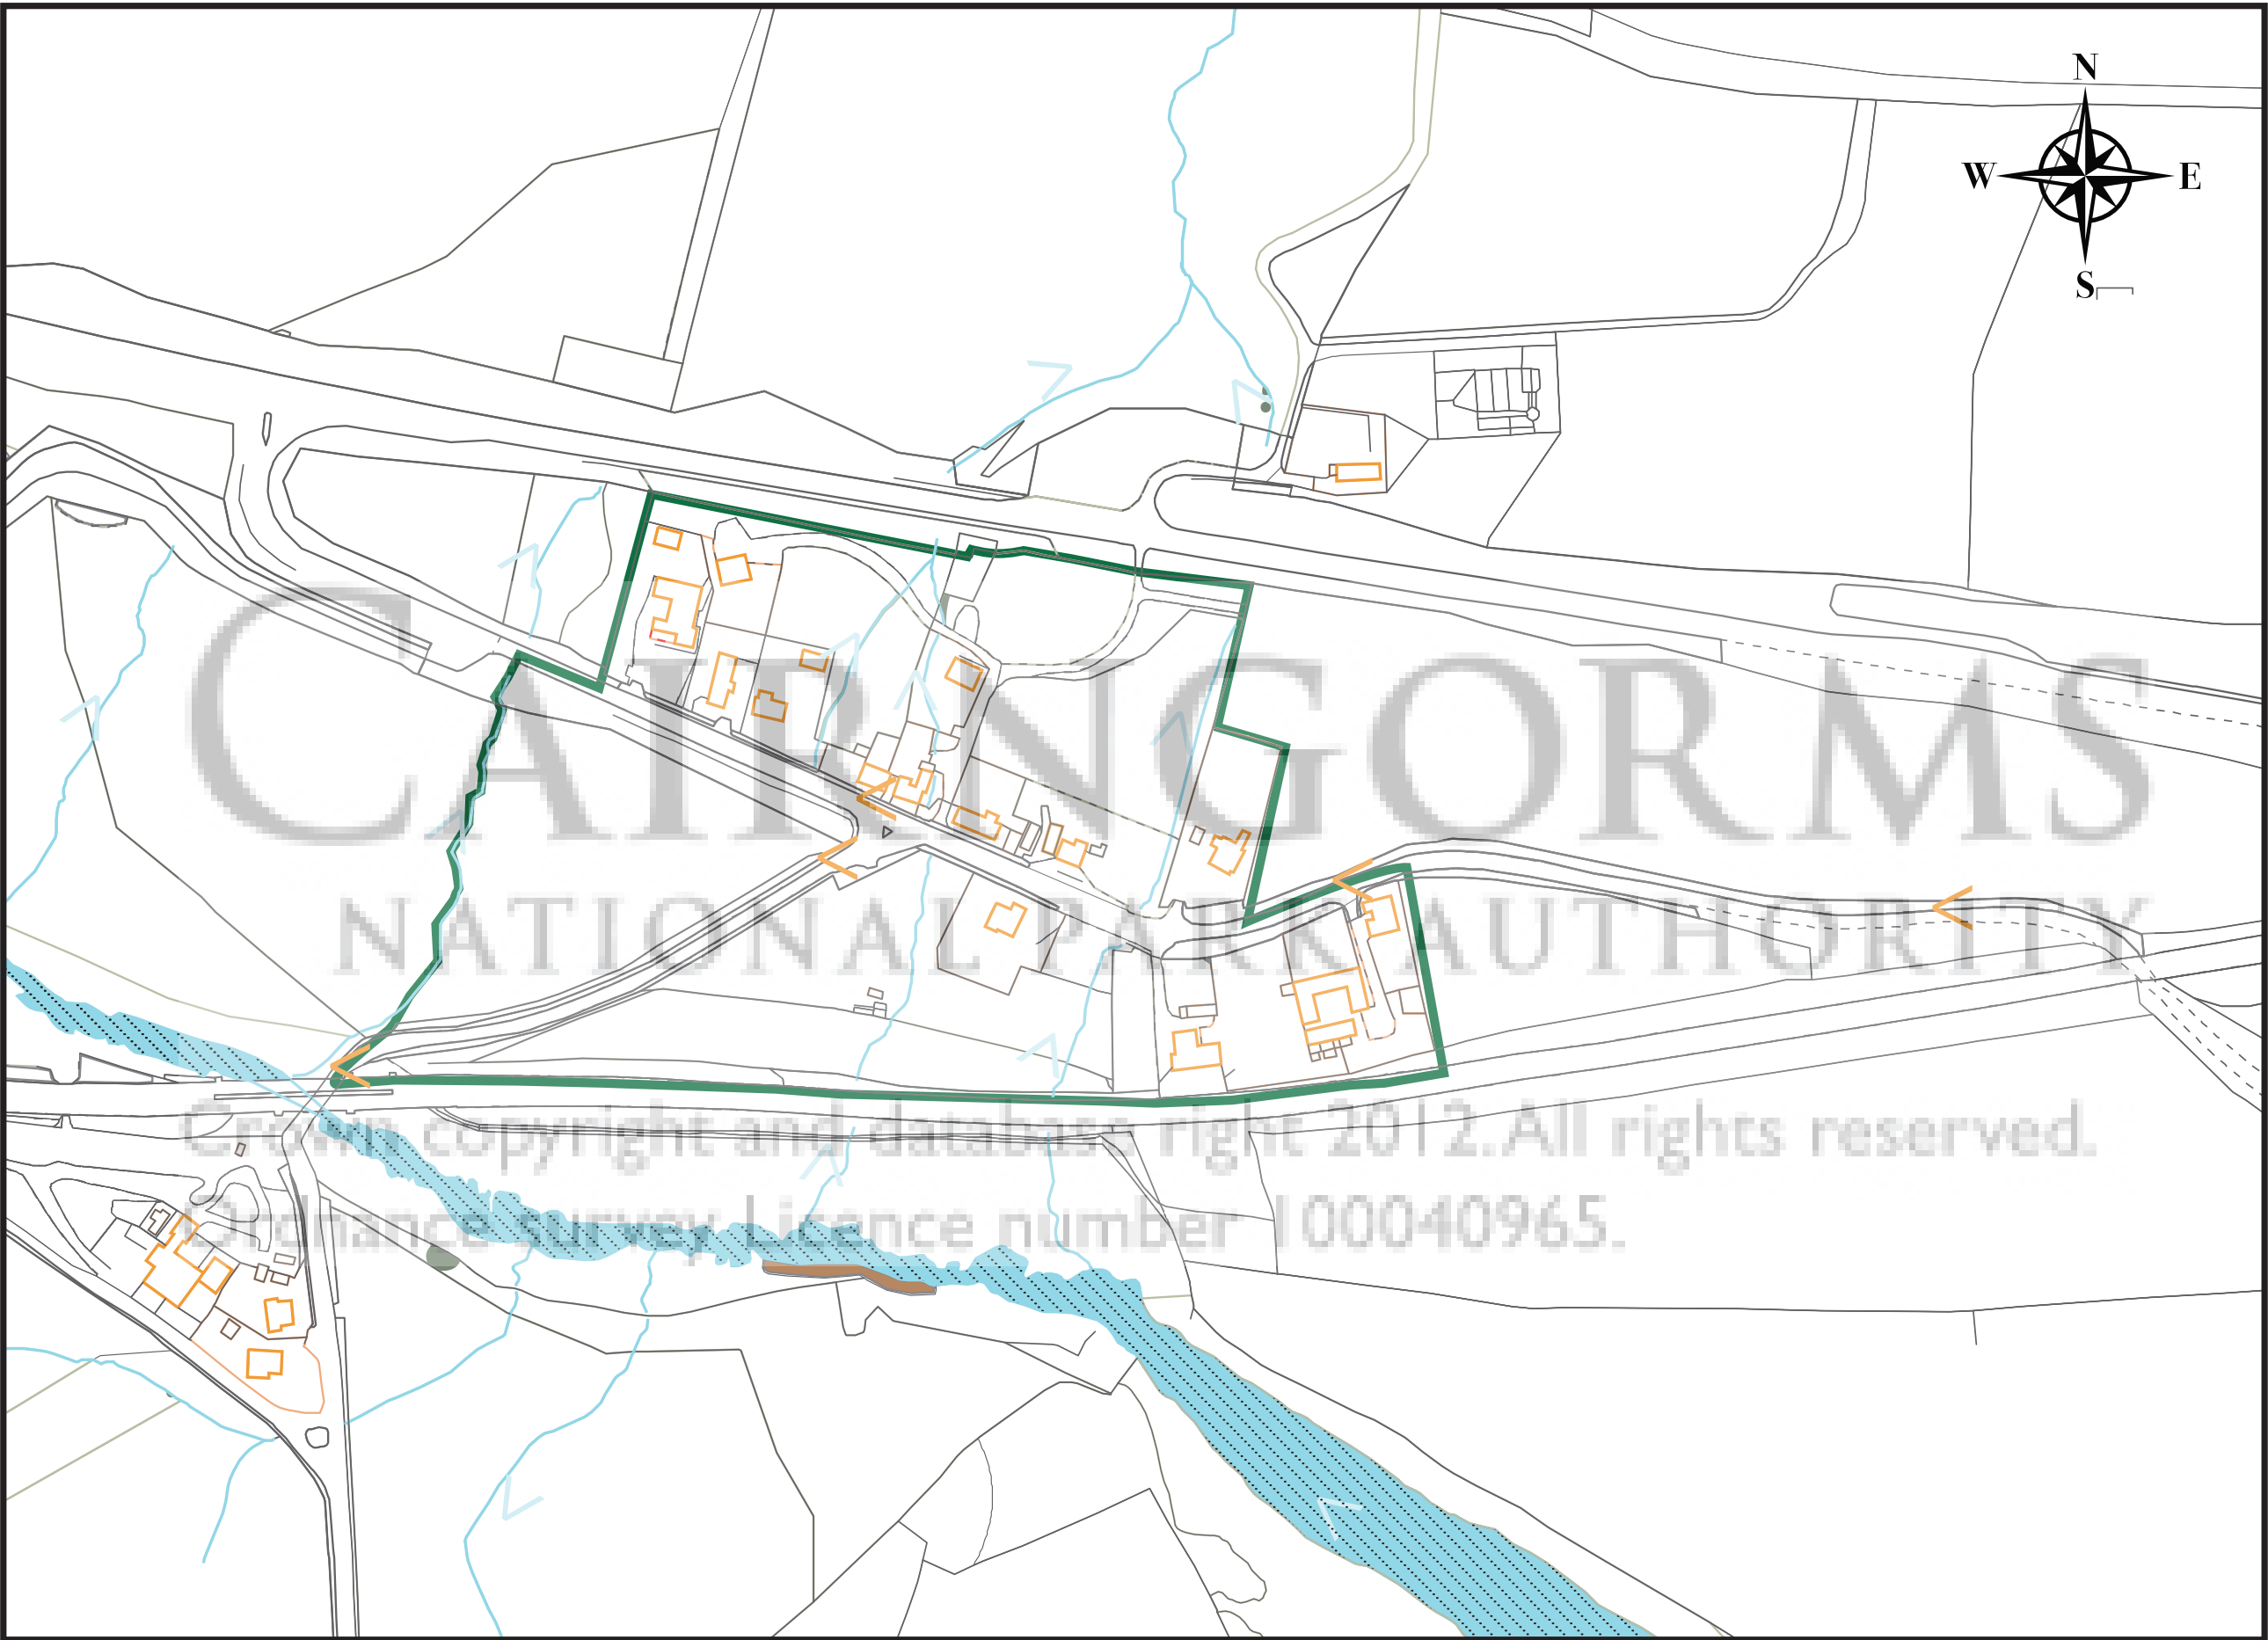 N
W E
S
CAIRNGORMS
NATIONAL PARK AUTHORITY
Crown copyright and database right 2012. All rights reserved.
Ordnance survey Licence number 100040965.